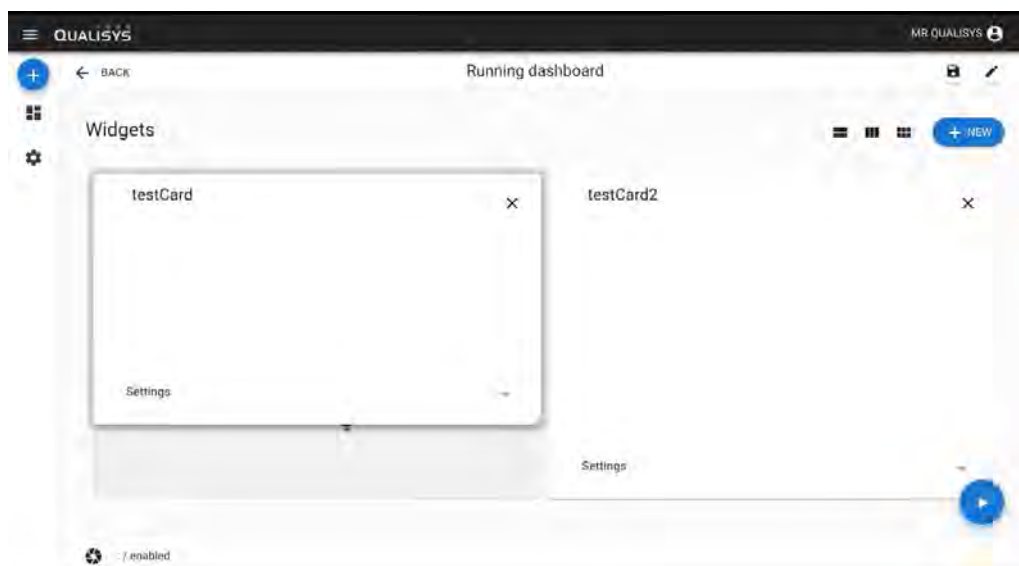 QUALISYS
MR QUALISYS
BACK
Running dashboard
Widgets
+ NEW
testCard
testCard2
Settings
Settings
/ enabled